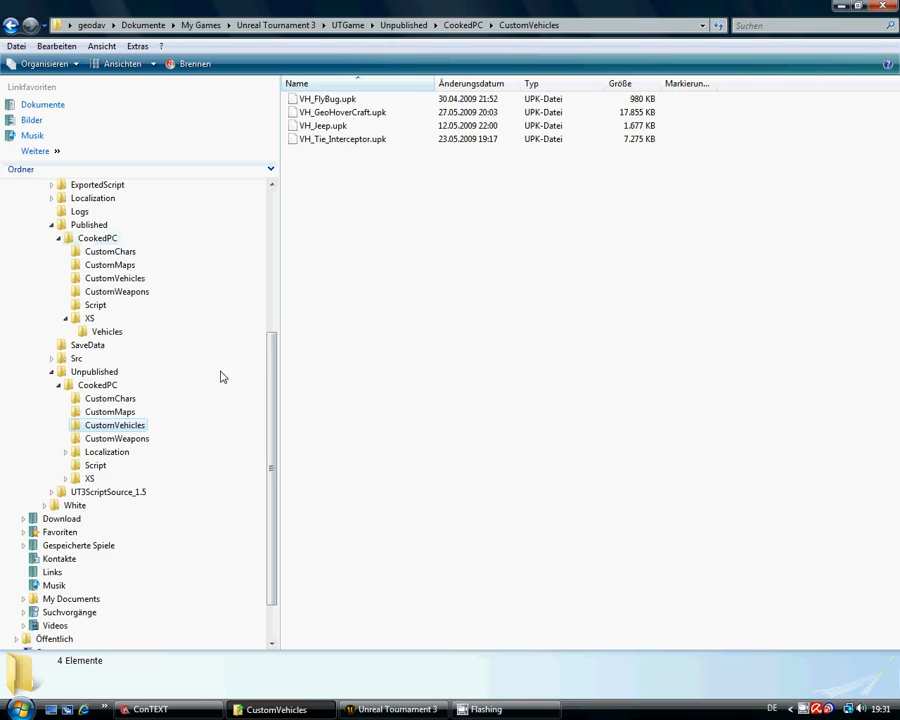 geodav ▸ Dokumente ▸ My Games ▸ Unreal Tournament 3 ▸ UTGame ▸ Unpublished ▸ CookedPC ▸ CustomVehicles
Suchen
Datei Bearbeiten Ansicht Extras ?
Organisieren Ansichten Brennen
Linkfavoriten
Dokumente
Bilder
Musik
Weitere »
Ordner
ExportedScript
Localization
Logs
Published
CookedPC
CustomChars
CustomMaps
CustomVehicles
CustomWeapons
Script
XS
Vehicles
SaveData
Src
Unpublished
CookedPC
CustomChars
CustomMaps
CustomVehicles
CustomWeapons
Localization
Script
XS
UT3ScriptSource_1.5
White
Download
Favoriten
Gespeicherte Spiele
Kontakte
Links
Musik
My Documents
Suchvorgänge
Videos
Öffentlich
Name Änderungsdatum Typ Größe Markierun...
VH_FlyBug.upk 30.04.2009 21:52 UPK-Datei 980 KB
VH_GeoHoverCraft.upk 27.05.2009 20:03 UPK-Datei 17.855 KB
VH_Jeep.upk 12.05.2009 22:00 UPK-Datei 1.677 KB
VH_Tie_Interceptor.upk 23.05.2009 19:17 UPK-Datei 7.275 KB
4 Elemente
» ConTEXT CustomVehicles Unreal Tournament 3 Flashing DE < 19:31